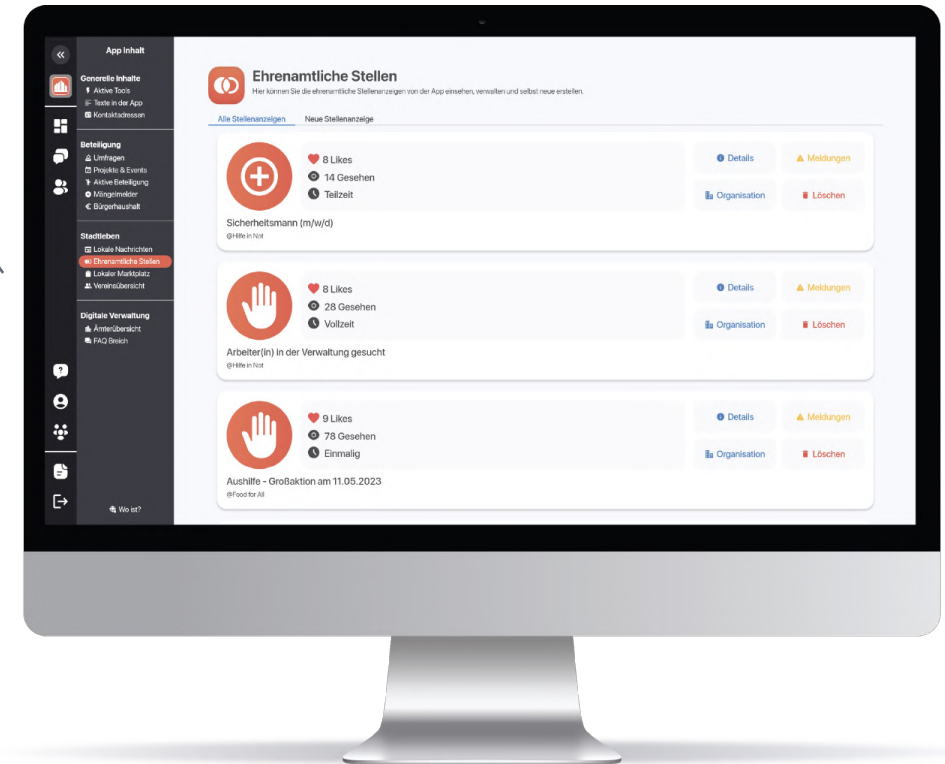 App Inhalt
Generelle Inhalte
Aktive Tools
Texte in der App
Kontaktadressen
Beteiligung
Umfragen
Projekte & Events
Aktive Beteiligung
Mängelmelder
Bürgerhaushalt
Stadtleben
Lokale Nachrichten
Ehrenamtliche Stellen
Lokaler Marktplatz
Vereinsübersicht
Digitale Verwaltung
Ämterübersicht
FAQ Breich
Wo ist?
Ehrenamtliche Stellen
Hier können Sie die ehrenamtliche Stellenanzeigen von der App einsehen, verwalten und selbst neue erstellen.
Alle Stellenanzeigen Neue Stellenanzeige
8 Likes
14 Gesehen
Teilzeit
Details Meldungen
Organisation Löschen
Sicherheitsmann (m/w/d)
@Hilfe in Not
8 Likes
28 Gesehen
Vollzeit
Details Meldungen
Organisation Löschen
Arbeiter(in) in der Verwaltung gesucht
@Hilfe in Not
9 Likes
78 Gesehen
Einmalig
Details Meldungen
Organisation Löschen
Aushilfe - Großaktion am 11.05.2023
@Food for All